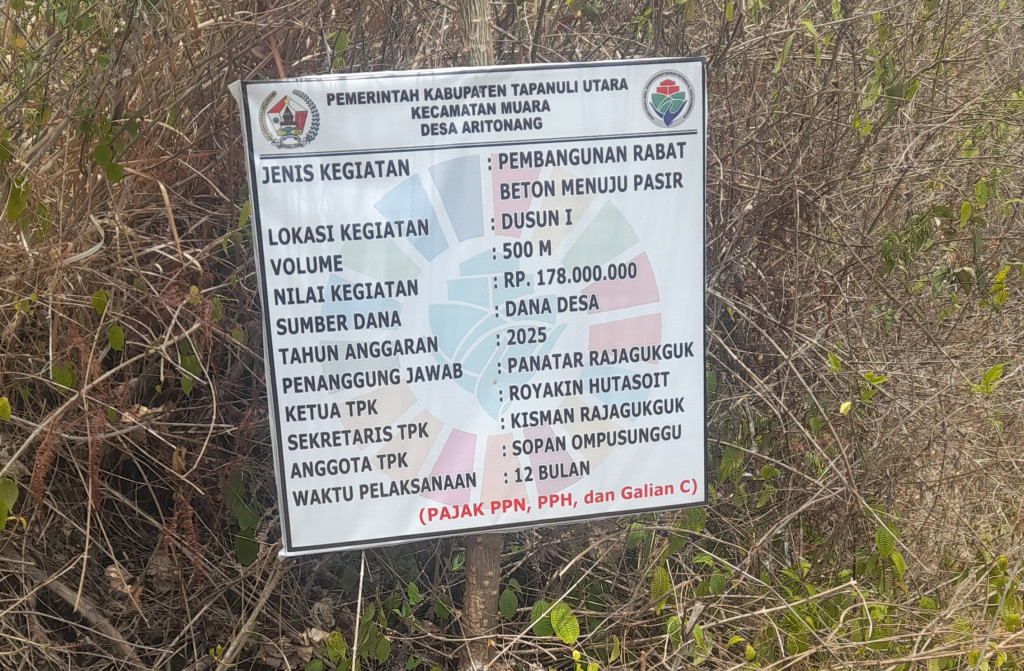 PEMERINTAH KABUPATEN TAPANULI UTARA
KECAMATAN MUARA
DESA ARITONANG
JENIS KEGIATAN : PEMBANGUNAN RABAT
BETON MENUJU PASIR
LOKASI KEGIATAN : DUSUN I
VOLUME : 500 M
NILAI KEGIATAN : RP. 178.000.000
SUMBER DANA : DANA DESA
TAHUN ANGGARAN : 2025
PENANGGUNG JAWAB : PANATAR RAJAGUKGUK
KETUA TPK : ROYAKIN HUTASOIT
SEKRETARIS TPK : KISMAN RAJAGUKGUK
ANGGOTA TPK : SOPAN OMPUSUNGGU
WAKTU PELAKSANAAN : 12 BULAN
(PAJAK PPN, PPH, dan Galian C)